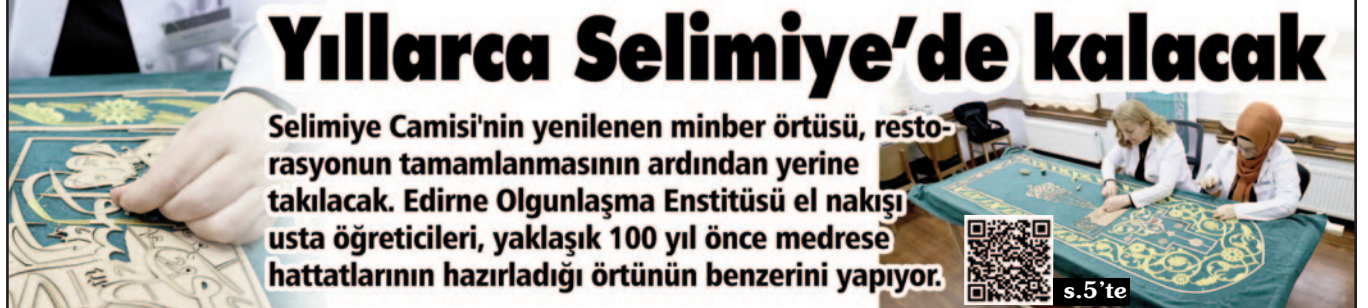 Yıllarca Selimiye'de kalacak
Selimiye Camisi'nin yenilenen minber örtüsü, resto-
rasyonun tamamlanmasının ardından yerine
takılacak. Edirne Olgunlaşma Enstitüsü el nakışı
usta öğreticileri, yaklaşık 100 yıl önce medrese
hattatlarının hazırladığı örtünün benzerini yapıyor.
s.5'te